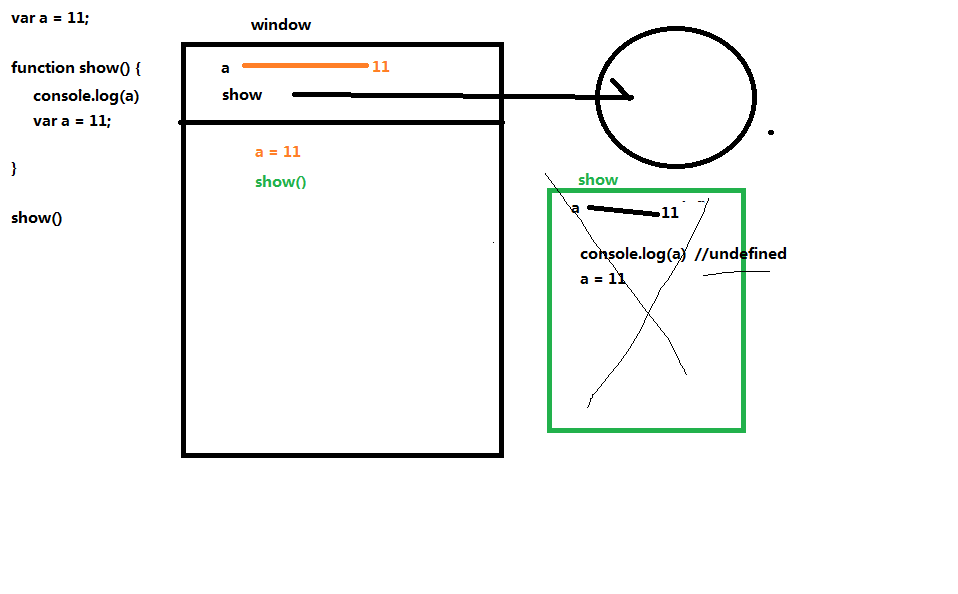 var a = 11;
function show() {
console.log(a)
var a = 11;
}
show()
window
a 11
show
a = 11
show()
show
a 11
console.log(a) //undefined
a = 11